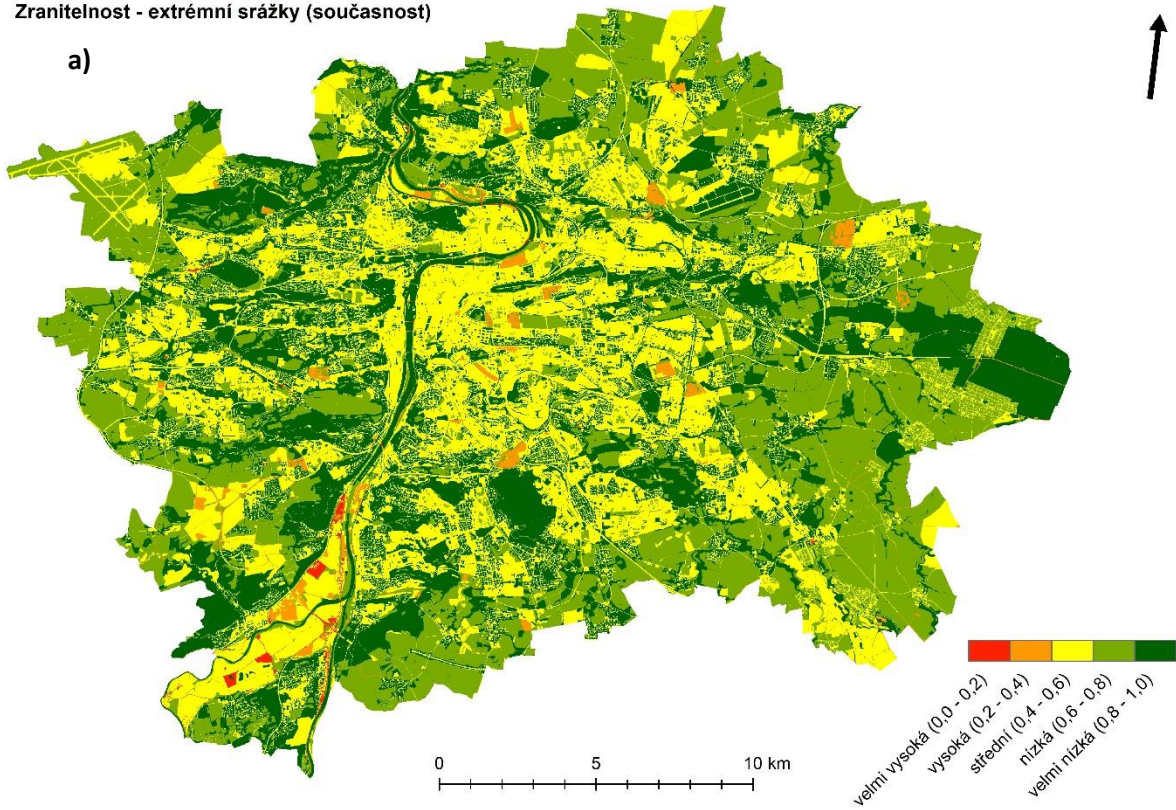 Zranitelnost - extrémní srážky (současnost)
a)
velmi vysoká (0,0 - 0,2)
vysoká (0,2 - 0,4)
střední (0,4 - 0,6)
nízká (0,6 - 0,8)
velmi nízká (0,8 - 1,0)
0 5 10 km